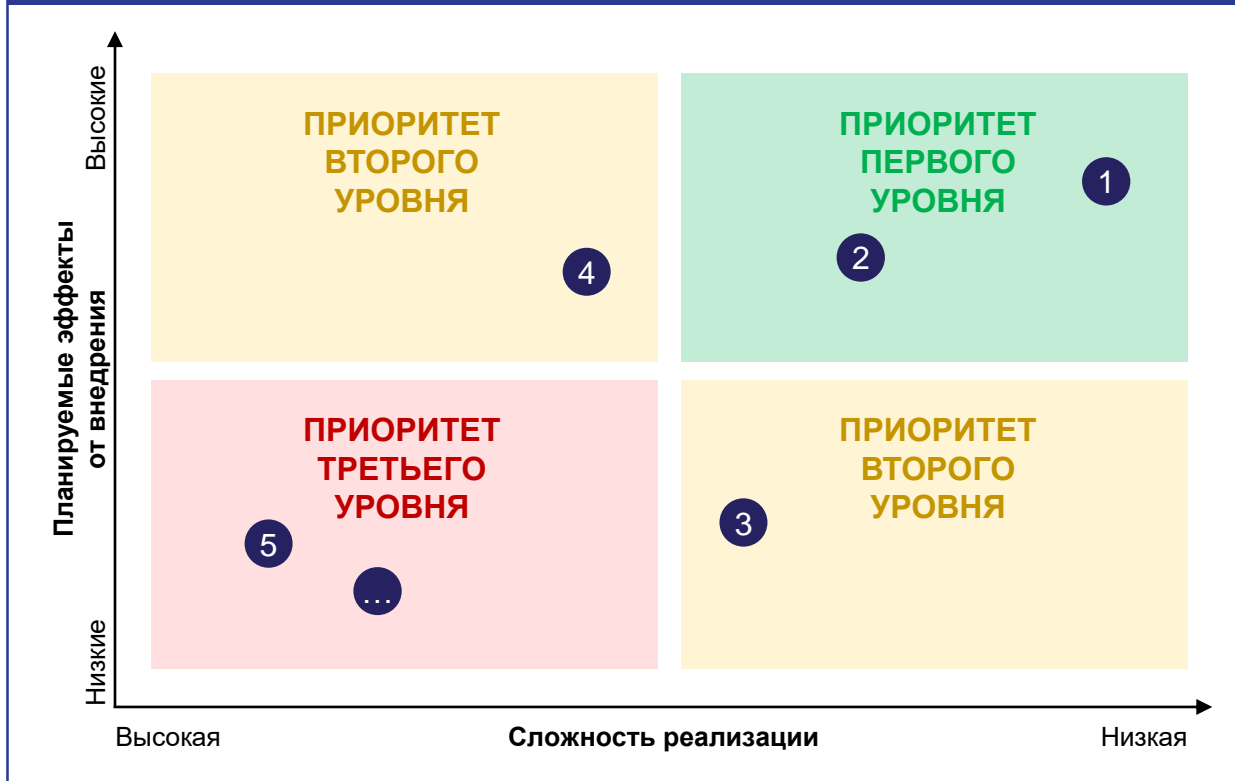 Планируемые эффекты
от внедрения
Высокие
Низкие
ПРИОРИТЕТ
ВТОРОГО
УРОВНЯ
4
ПРИОРИТЕТ
ПЕРВОГО
УРОВНЯ
1
2
ПРИОРИТЕТ
ТРЕТЬЕГО
УРОВНЯ
5
...
ПРИОРИТЕТ
ВТОРОГО
УРОВНЯ
3
Высокая
Сложность реализации
Низкая